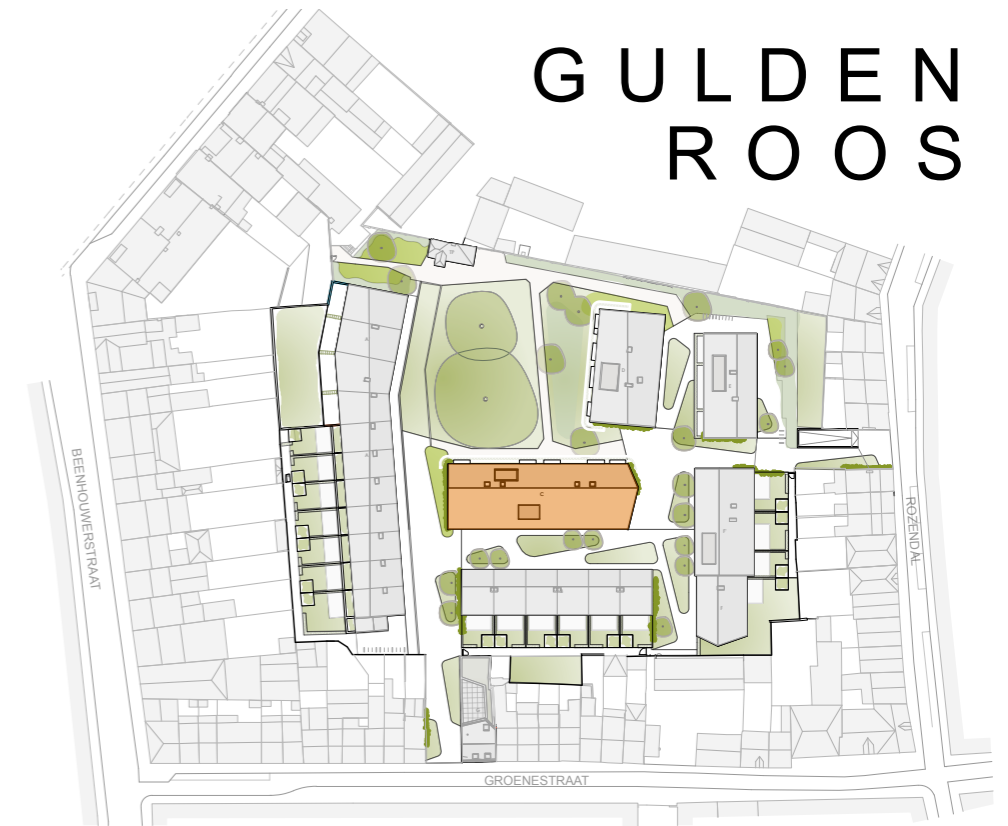 GULDEN
ROOS
BEENHOUWERSTRAAT
ROZENDAL
C
GROENESTRAAT